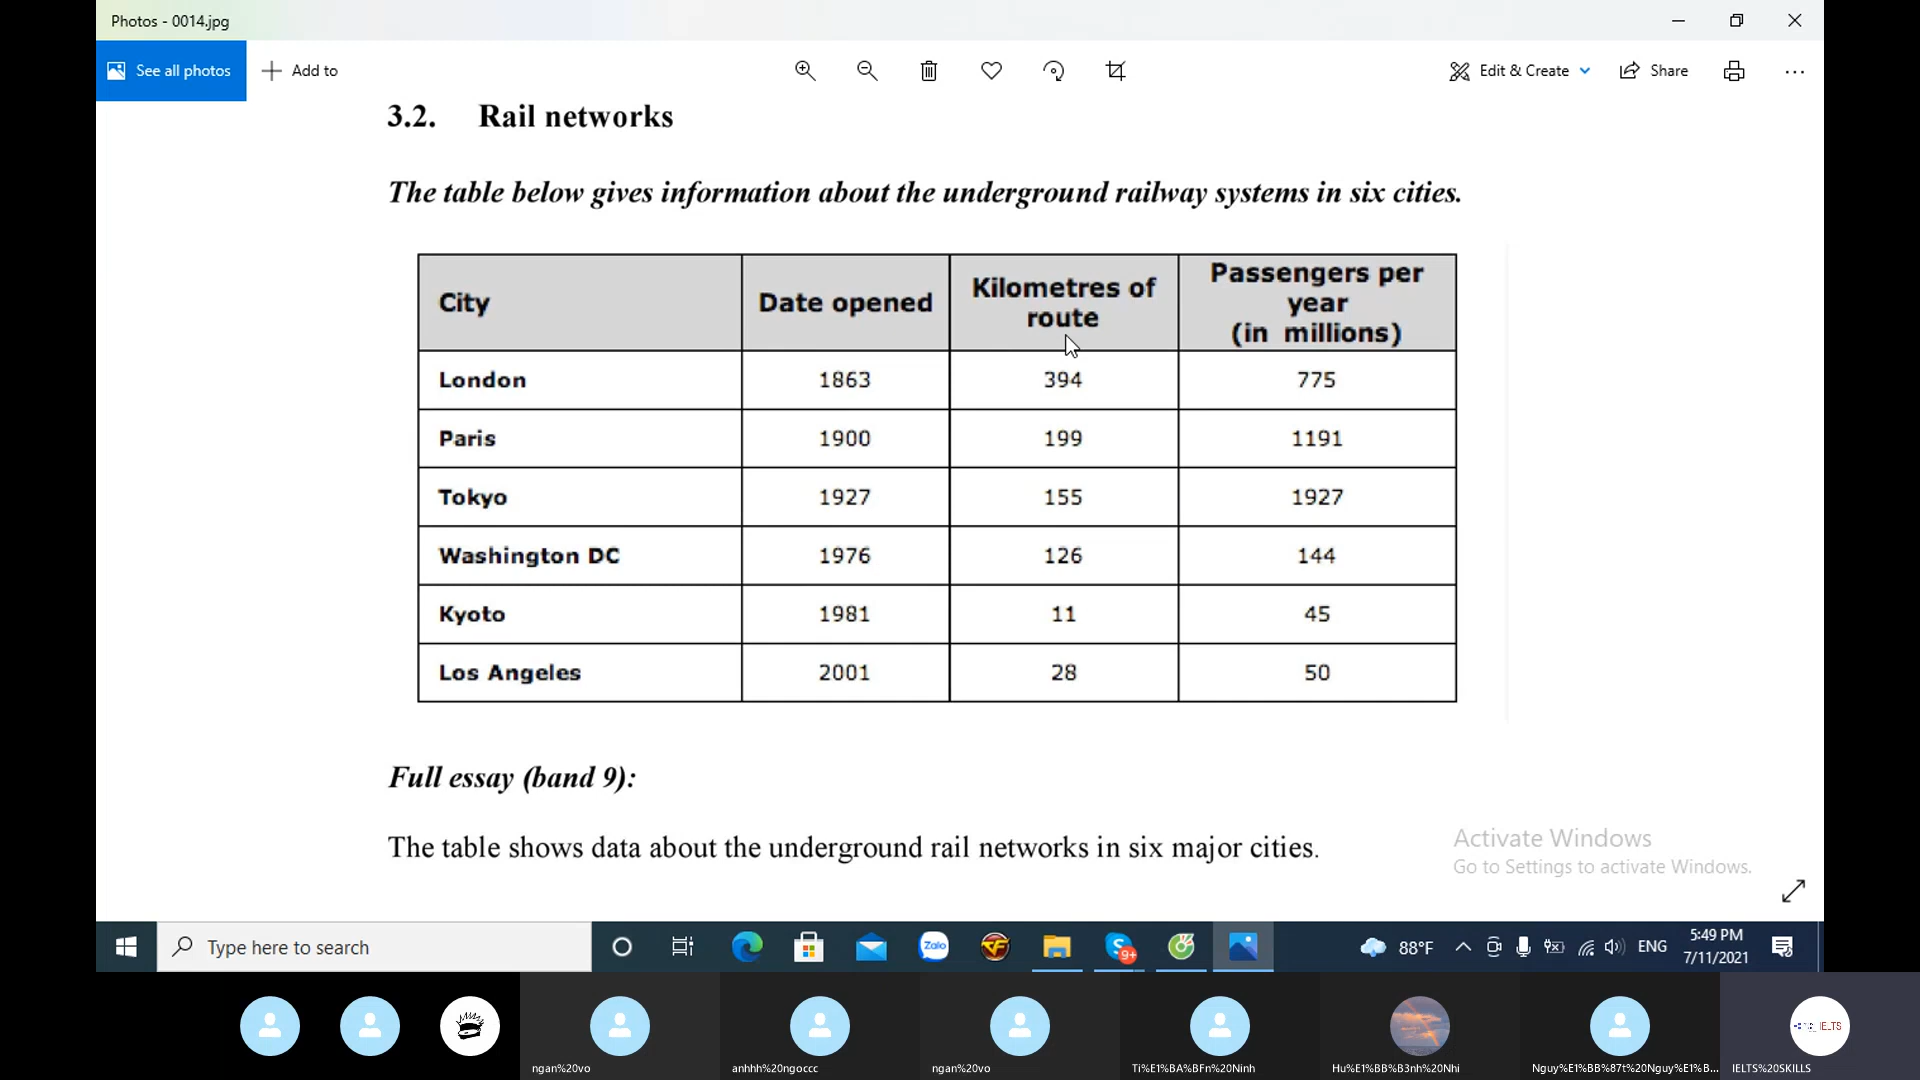 Photos - 0014.jpg
See all photos
Add to
Edit & Create
Share
3.2. Rail networks
The table below gives information about the underground railway systems in six cities.
City Date opened Kilometres of route Passengers per year (in millions)
London 1863 394 775
Paris 1900 199 1191
Tokyo 1927 155 1927
Washington DC 1976 126 144
Kyoto 1981 11 45
Los Angeles 2001 28 50
Full essay (band 9):
The table shows data about the underground rail networks in six major cities.
Activate Windows
Go to Settings to activate Windows.
Type here to search
Zalo
9+
88°F
ENG
5:49 PM
7/11/2021
IELTS
ngan%20vo
anhhh%20ngoccc
ngan%20vo
Ti%E1%BA%BFn%20Ninh
Hu%E1%BB%B3nh%20Nhi
Nguy%E1%BB%87t%20Nguy%E1%B...
IELTS%20SKILLS